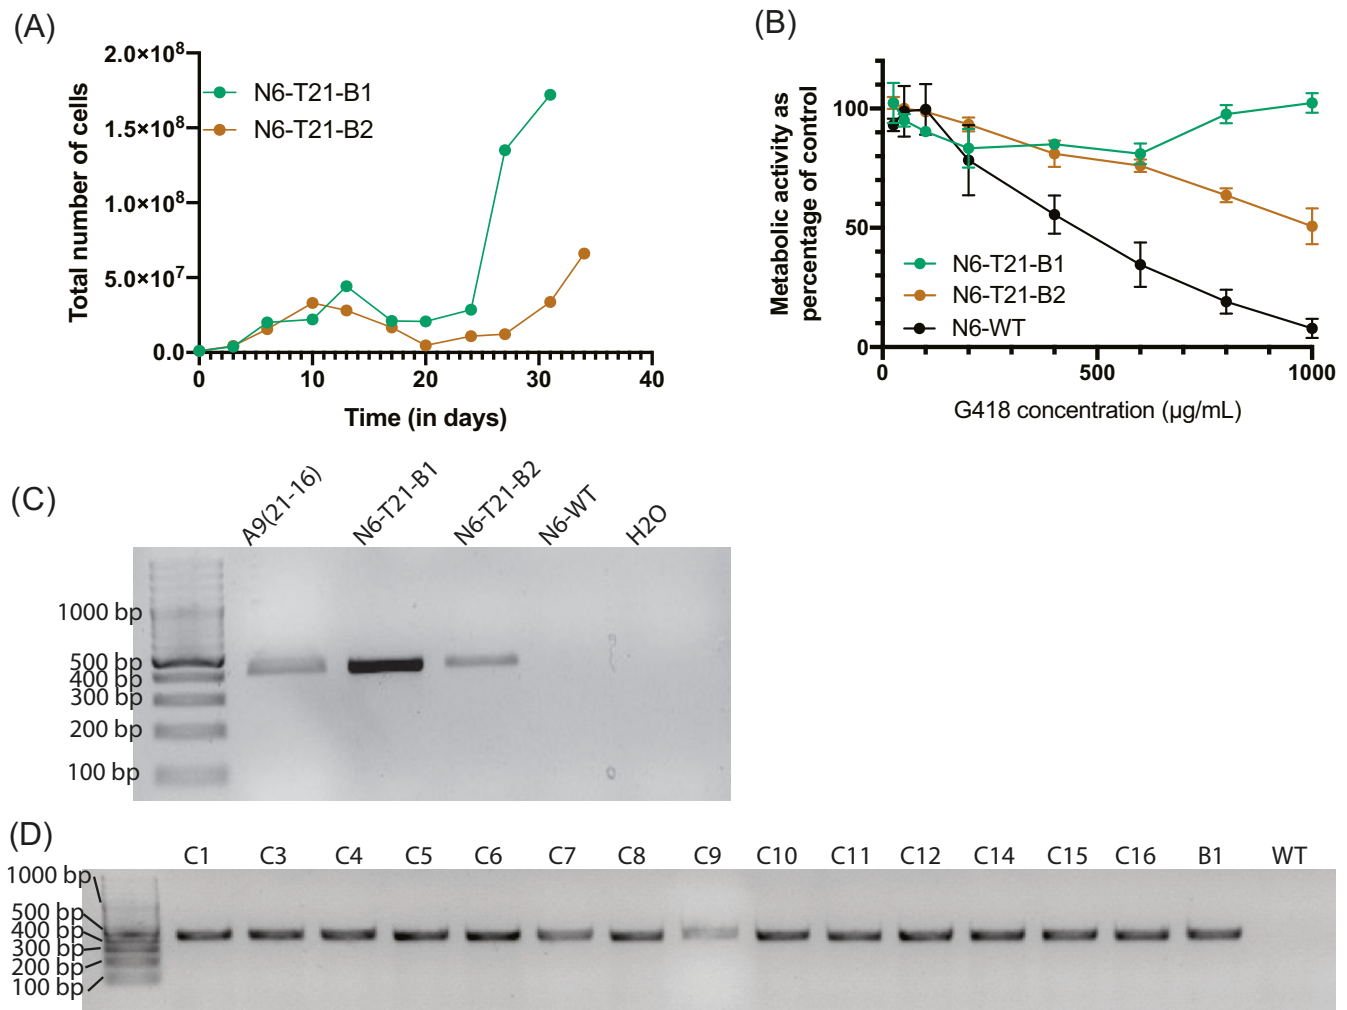 (A)
2.0×10⁸
1.5×10⁸
1.0×10⁸
5.0×10⁷
0.0
0 10 20 30 40
Total number of cells
Time (in days)
N6-T21-B1
N6-T21-B2
(B)
100
50
0
0 500 1000
Metabolic activity as
percentage of control
G418 concentration (µg/mL)
N6-T21-B1
N6-T21-B2
N6-WT
(C)
A9(21-16) N6-T21-B1 N6-T21-B2 N6-WT H2O
1000 bp
500 bp
400 bp
300 bp
200 bp
100 bp
(D)
C1 C3 C4 C5 C6 C7 C8 C9 C10 C11 C12 C14 C15 C16 B1 WT
1000 bp
500 bp
400 bp
300 bp
200 bp
100 bp